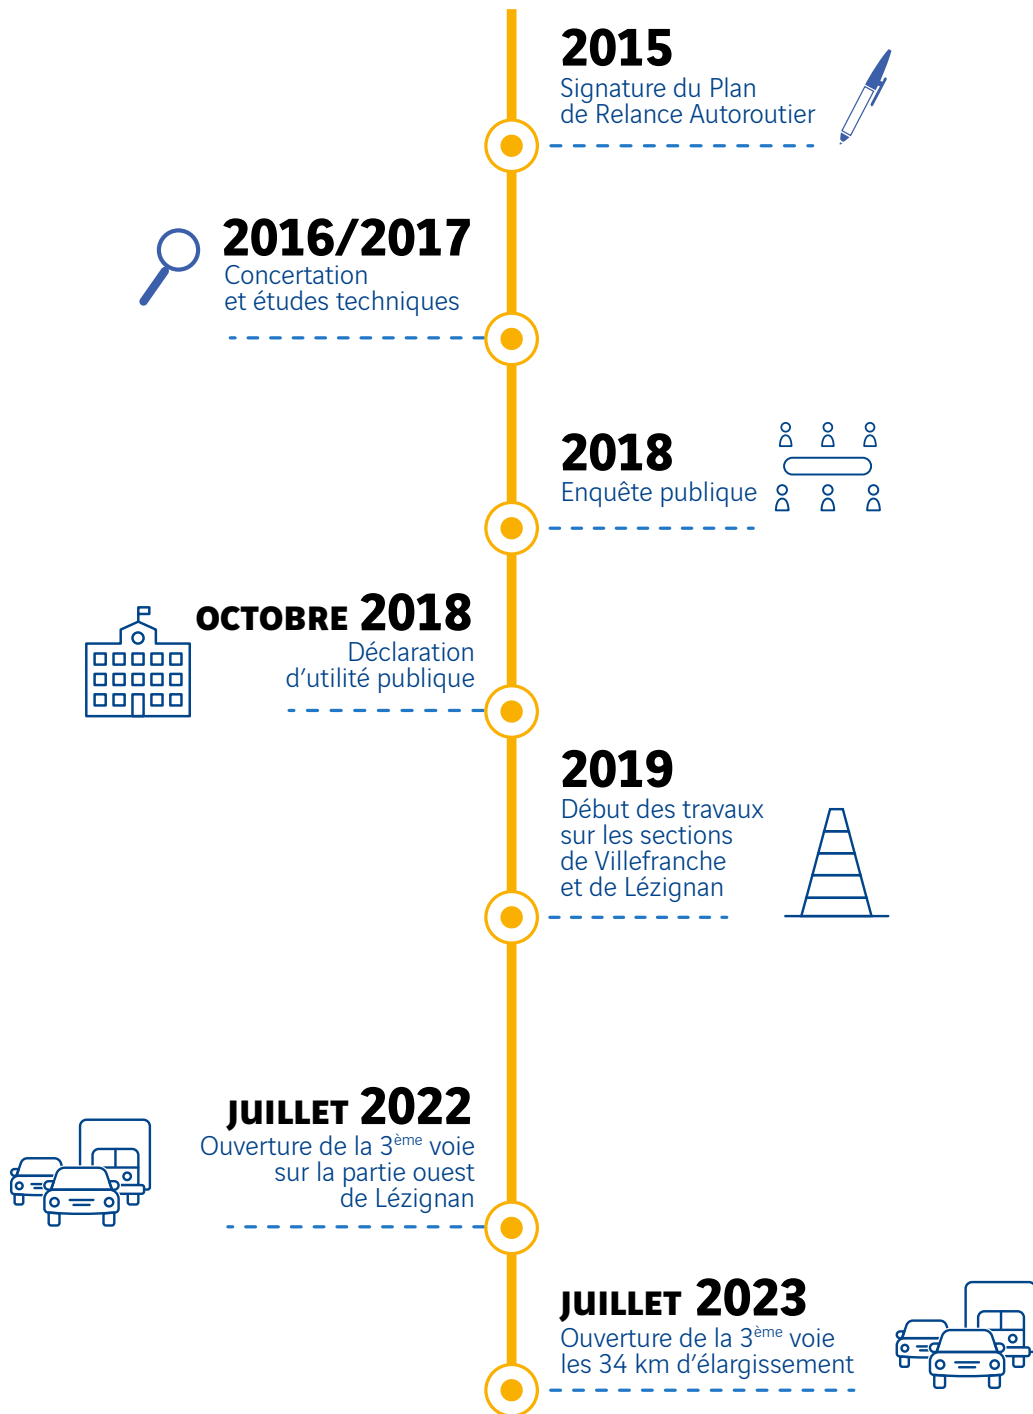 2015
Signature du Plan
de Relance Autoroutier
2016/2017
Concertation
et études techniques
2018
Enquête publique
OCTOBRE 2018
Déclaration
d’utilité publique
2019
Début des travaux
sur les sections
de Villefranche
et de Lézignan
JUILLET 2022
Ouverture de la 3ème voie
sur la partie ouest
de Lézignan
JUILLET 2023
Ouverture de la 3ème voie
les 34 km d’élargissement